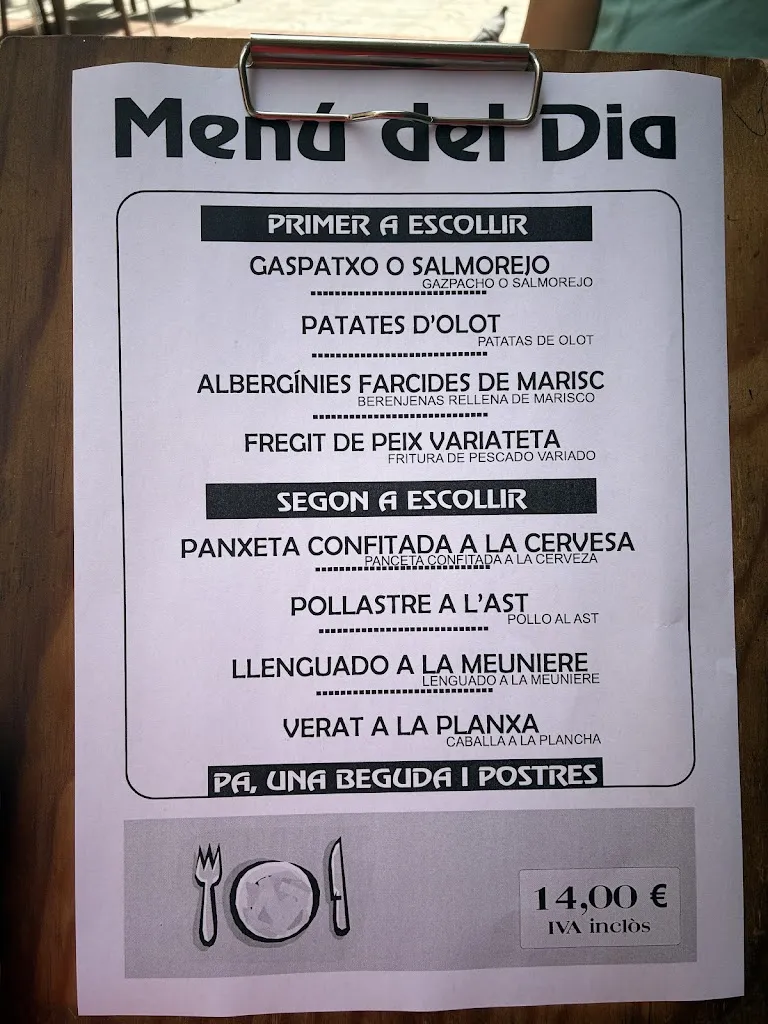 Menú del Dia
PRIMER A ESCOLLIR
GASPATXO O SALMOREJO
GAZPACHO O SALMOREJO
PATATES D'OLOT
PATATAS DE OLOT
ALBERGÍNIES FARCIDES DE MARISC
BERENJENAS RELLENA DE MARISCO
FREGIT DE PEIX VARIATETA
FRITURA DE PESCADO VARIADO
SEGON A ESCOLLIR
PANXETA CONFITADA A LA CERVESA
PANCETA CONFITADA A LA CERVEZA
POLLASTRE A L'AST
POLLO AL AST
LLENGUADO A LA MEUNIERE
LENGUADO A LA MEUNIERE
VERAT A LA PLANXA
CABALLA A LA PLANCHA
PA, UNA BEGUDA I POSTRES
14,00 €
IVA inclòs